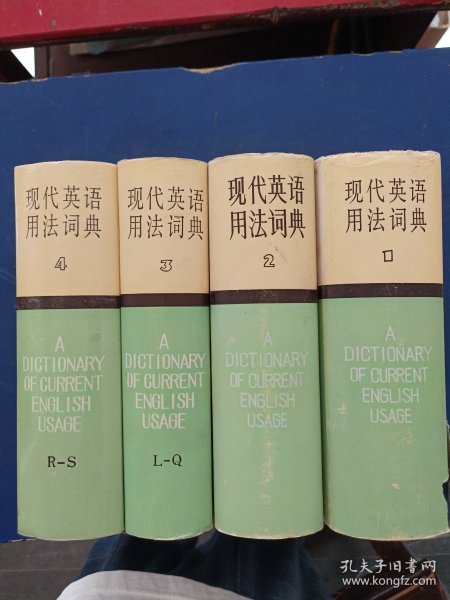 现代英语
用法词典
4
A
DICTIONARY
OF CURRENT
ENGLISH
USAGE
R-S
现代英语
用法词典
3
A
DICTIONARY
OF CURRENT
ENGLISH
USAGE
L-Q
现代英语
用法词典
2
A
DICTIONARY
OF CURRENT
ENGLISH
USAGE
现代英语
用法词典
1
A
DICTIONARY
OF CURRENT
ENGLISH
USAGE
孔夫子旧书网
www.kongfz.com